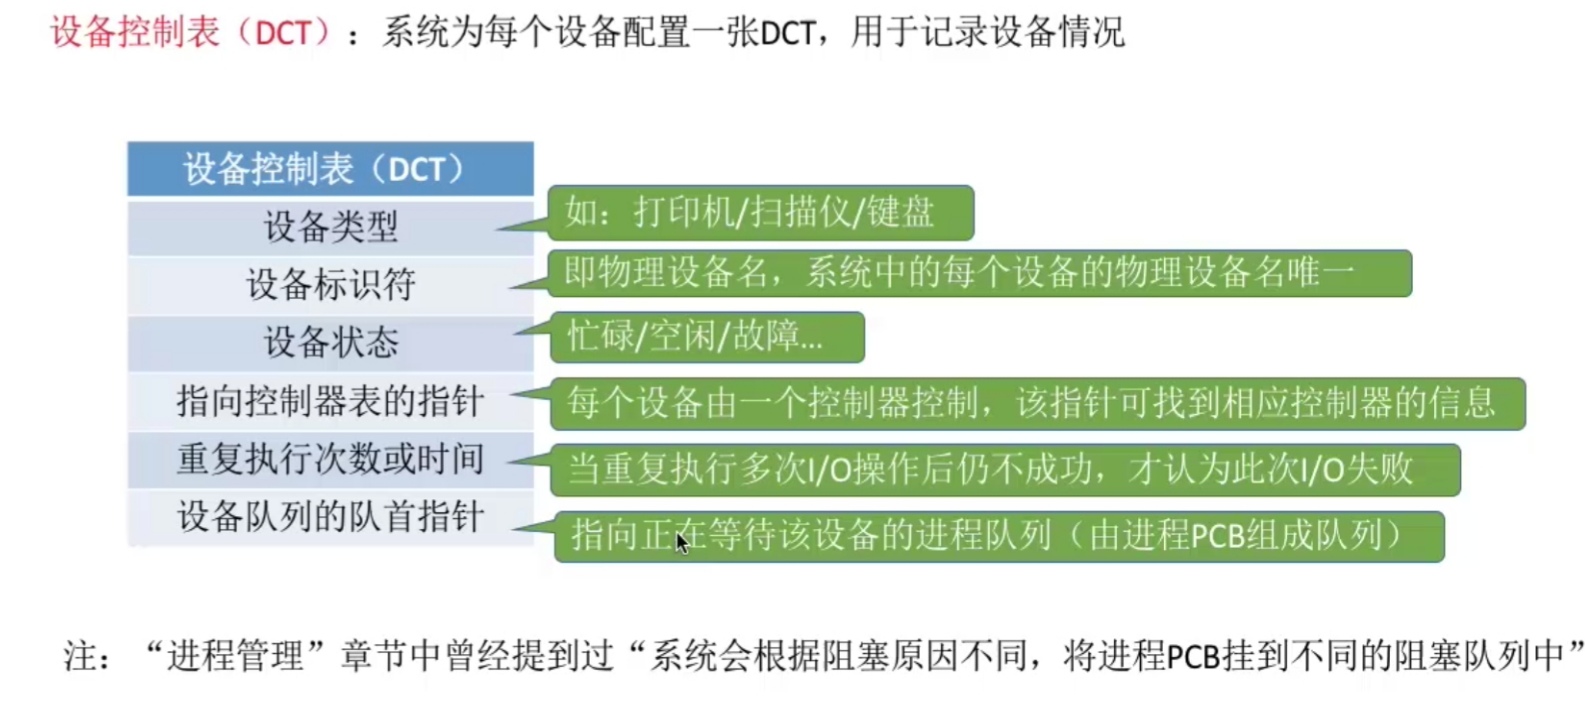 设备控制表（DCT）：系统为每个设备配置一张DCT，用于记录设备情况
设备控制表（DCT）
设备类型
如：打印机/扫描仪/键盘
设备标识符
即物理设备名，系统中的每个设备的物理设备名唯一
设备状态
忙碌/空闲/故障...
指向控制器表的指针
每个设备由一个控制器控制，该指针可找到相应控制器的信息
重复执行次数或时间
当重复执行多次I/O操作后仍不成功，才认为此次I/O失败
设备队列的队首指针
指向正在等待该设备的进程队列（由进程PCB组成队列）
注：“进程管理”章节中曾经提到过“系统会根据阻塞原因不同，将进程PCB挂到不同的阻塞队列中”